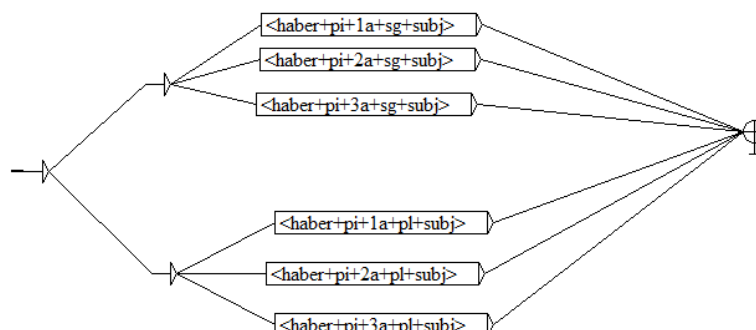 <haber+pi+1a+sg+subj>
<haber+pi+2a+sg+subj>
<haber+pi+3a+sg+subj>
<haber+pi+1a+pl+subj>
<haber+pi+2a+pl+subj>
<haber+pi+3a+pl+subj>